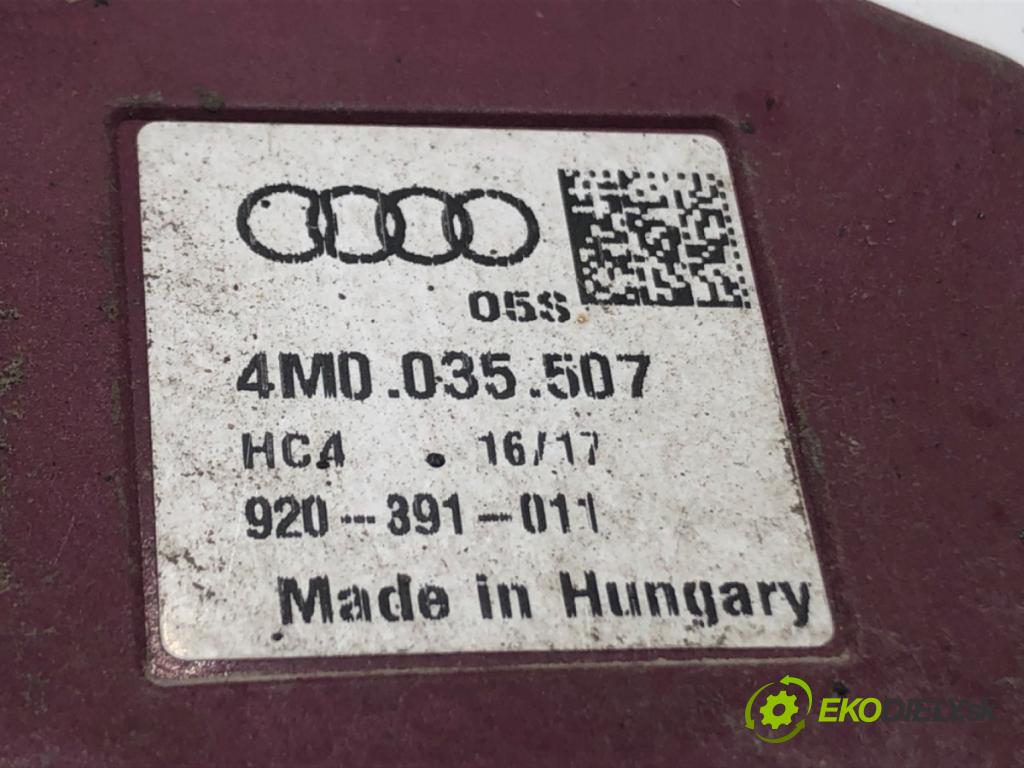 05S
4M0.035.507
HCA . 16/17
920-391-011
Made in Hungary
EKODIELY.sk